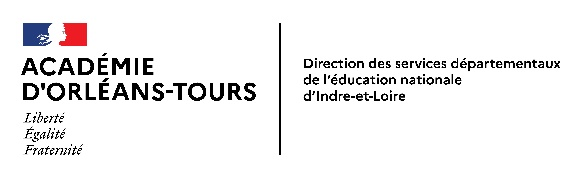 ACADÉMIE
D'ORLÉANS-TOURS
Liberté
Égalité
Fraternité
Direction des services départementaux
de l'éducation nationale
d'Indre-et-Loire